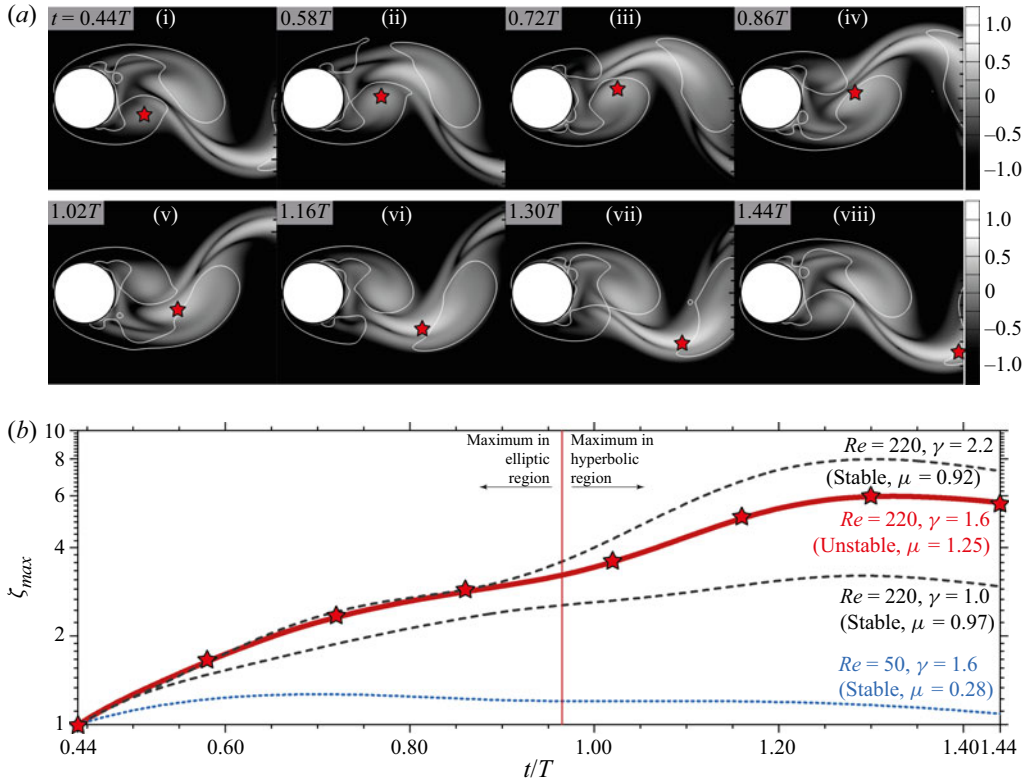 (a)
t = 0.44T (i) 0.58T (ii) 0.72T (iii) 0.86T (iv)
1.0
0.5
0
−0.5
−1.0
1.02T (v) 1.16T (vi) 1.30T (vii) 1.44T (viii)
1.0
0.5
0
−0.5
−1.0
(b)
10
8
6
4
2
1
ζmax
Maximum in
elliptic
region
Maximum in
hyperbolic
region
Re = 220, γ = 2.2
(Stable, μ = 0.92)
Re = 220, γ = 1.6
(Unstable, μ = 1.25)
Re = 220, γ = 1.0
(Stable, μ = 0.97)
Re = 50, γ = 1.6
(Stable, μ = 0.28)
0.44 0.60 0.80 1.00 1.20 1.40 1.44
t/T